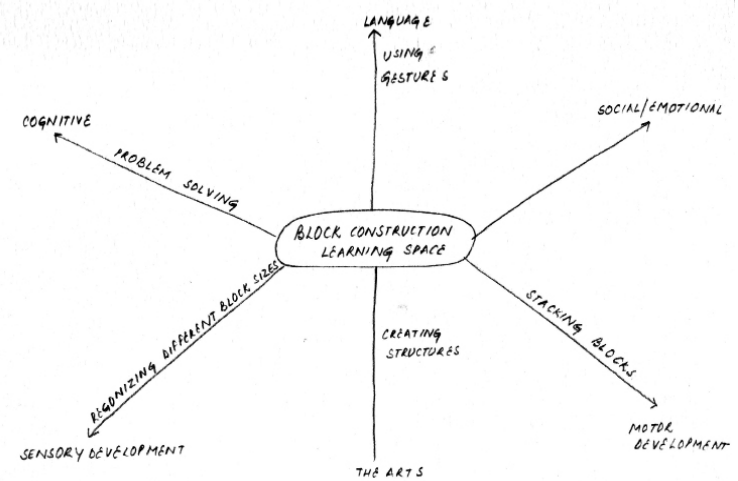 LANGUAGE
USING
GESTURES
COGNITIVE
SOCIAL/EMOTIONAL
PROBLEM SOLVING
BLOCK CONSTRUCTION
LEARNING SPACE
REGONIZING DIFFERENT BLOCK SIZES
STACKING BLOCKS
CREATING
STRUCTURES
SENSORY DEVELOPMENT
MOTOR
DEVELOPMENT
THE ARTS